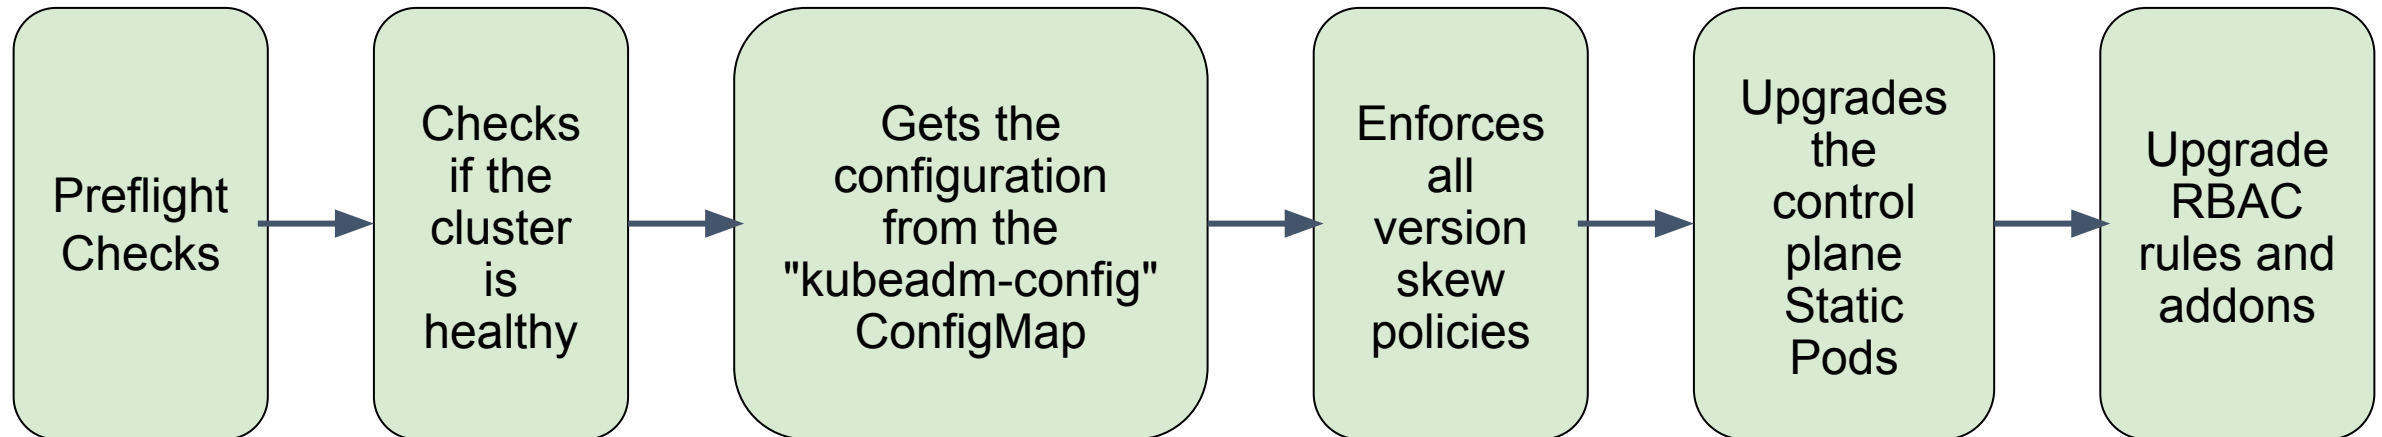 Preflight
Checks
Checks
if the
cluster
is
healthy
Gets the
configuration
from the
"kubeadm-config"
ConfigMap
Enforces
all
version
skew
policies
Upgrades
the
control
plane
Static
Pods
Upgrade
RBAC
rules and
addons